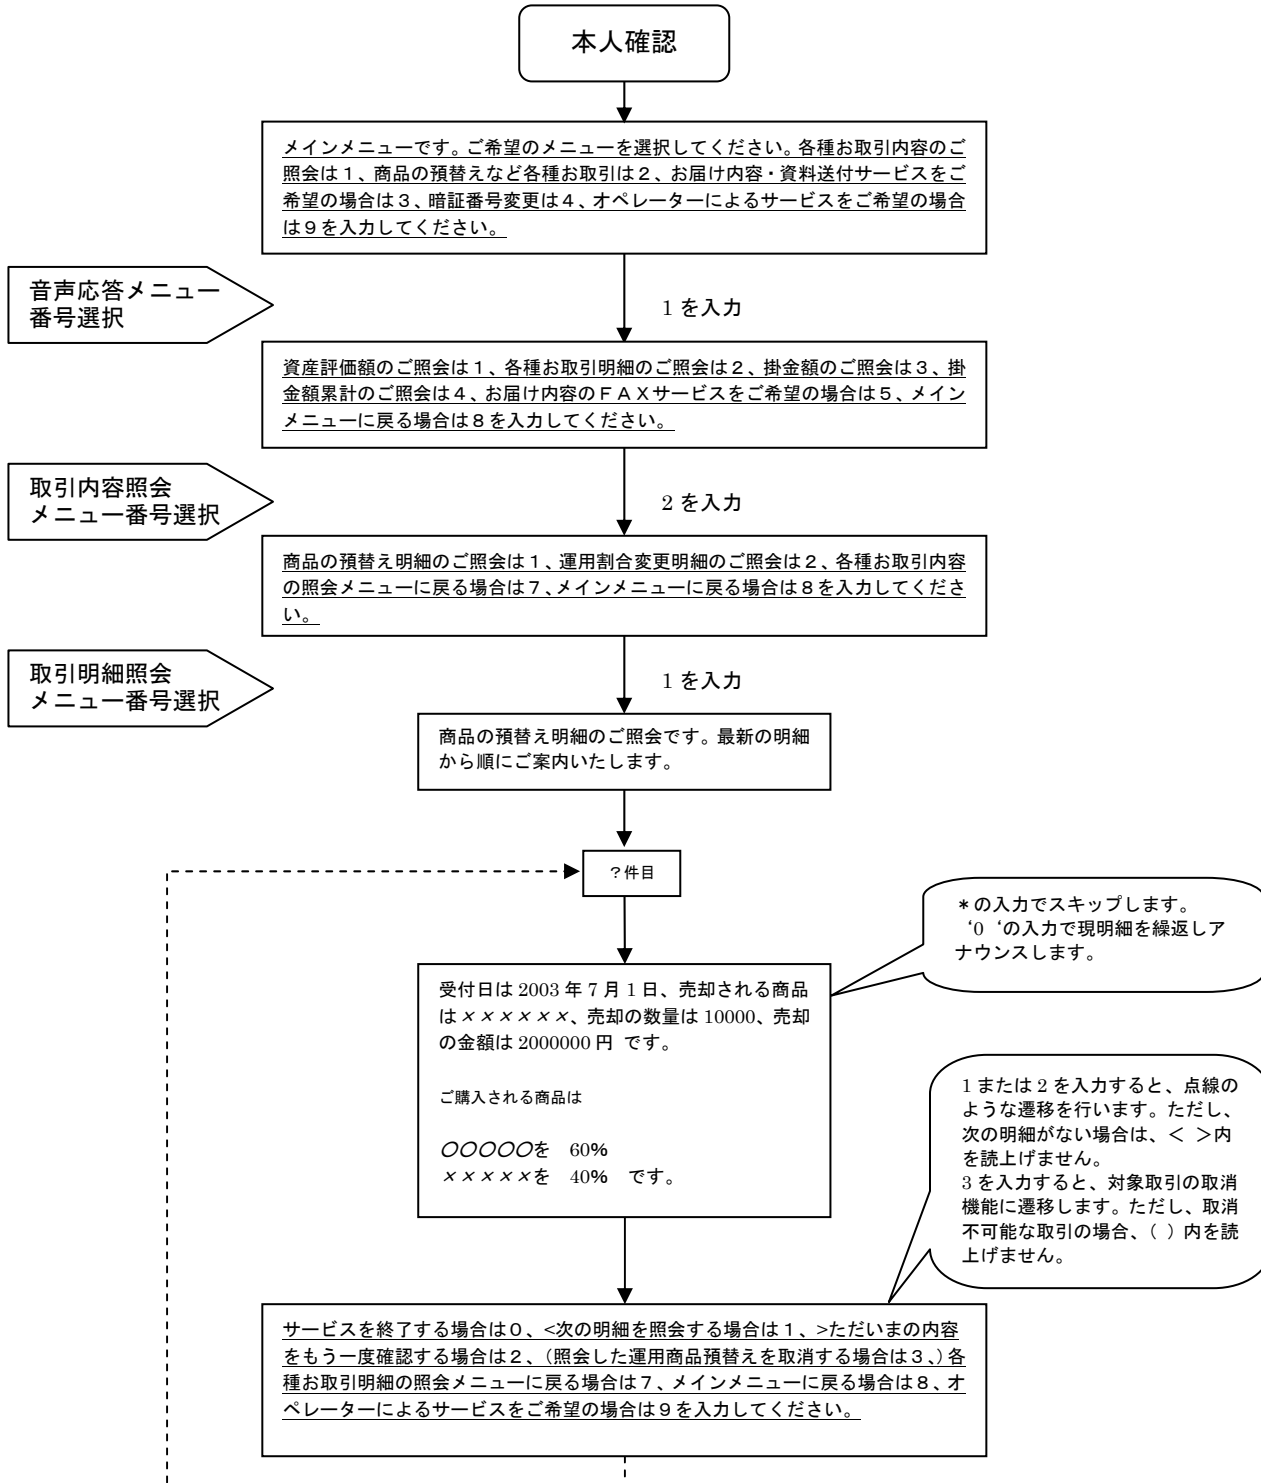 本人確認
メインメニューです。ご希望のメニューを選択してください。各種お取引内容のご
照会は１、商品の預替えなど各種お取引は２、お届け内容・資料送付サービスをご
希望の場合は３、暗証番号変更は４、オペレーターによるサービスをご希望の場合
は９を入力してください。
音声応答メニュー
番号選択
1 を入力
資産評価額のご照会は１、各種お取引明細のご照会は２、掛金額のご照会は３、掛
金額累計のご照会は４、お届け内容のＦＡＸサービスをご希望の場合は５、メイン
メニューに戻る場合は８を入力してください。
取引内容照会
メニュー番号選択
2 を入力
商品の預替え明細のご照会は１、運用割合変更明細のご照会は２、各種お取引内容
の照会メニューに戻る場合は７、メインメニューに戻る場合は８を入力してくださ
い。
取引明細照会
メニュー番号選択
1 を入力
商品の預替え明細のご照会です。最新の明細
から順にご案内いたします。
？件目
＊の入力でスキップします。
‘0‘の入力で現明細を繰返しア
ナウンスします。
受付日は 2003 年 7 月 1 日、売却される商品
は××××××、売却の数量は 10000、売却
の金額は 2000000 円 です。
ご購入される商品は
〇〇〇〇〇を 60%
×××××を 40% です。
1 または 2 を入力すると、点線の
ような遷移を行います。ただし、
次の明細がない場合は、＜ ＞内
を読上げません。
3 を入力すると、対象取引の取消
機能に遷移します。ただし、取消
不可能な取引の場合、（ ）内を読
上げません。
サービスを終了する場合は０、<次の明細を照会する場合は１、>ただいまの内容
をもう一度確認する場合は２、（照会した運用商品預替えを取消する場合は３、）各
種お取引明細の照会メニューに戻る場合は７、メインメニューに戻る場合は８、オ
ペレーターによるサービスをご希望の場合は９を入力してください。